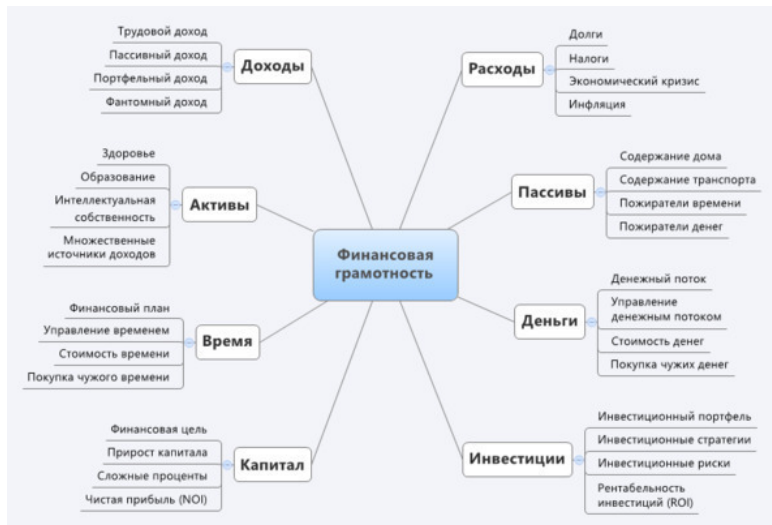 Трудовой доход
Пассивный доход
Портфельный доход
Фантомный доход
Доходы
Здоровье
Образование
Интеллектуальная
собственность
Множественные
источники доходов
Активы
Финансовый план
Управление временем
Стоимость времени
Покупка чужого времени
Время
Финансовая цель
Прирост капитала
Сложные проценты
Чистая прибыль (NOI)
Капитал
Финансовая
грамотность
Расходы
Долги
Налоги
Экономический кризис
Инфляция
Пассивы
Содержание дома
Содержание транспорта
Пожиратели времени
Пожиратели денег
Деньги
Денежный поток
Управление
денежным потоком
Стоимость денег
Покупка чужих денег
Инвестиции
Инвестиционный портфель
Инвестиционные стратегии
Инвестиционные риски
Рентабельность
инвестиций (ROI)